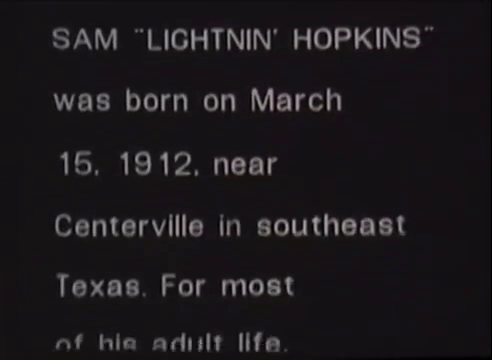 SAM "LIGHTNIN' HOPKINS"
was born on March
15, 1912, near
Centerville in southeast
Texas. For most
of his adult life,